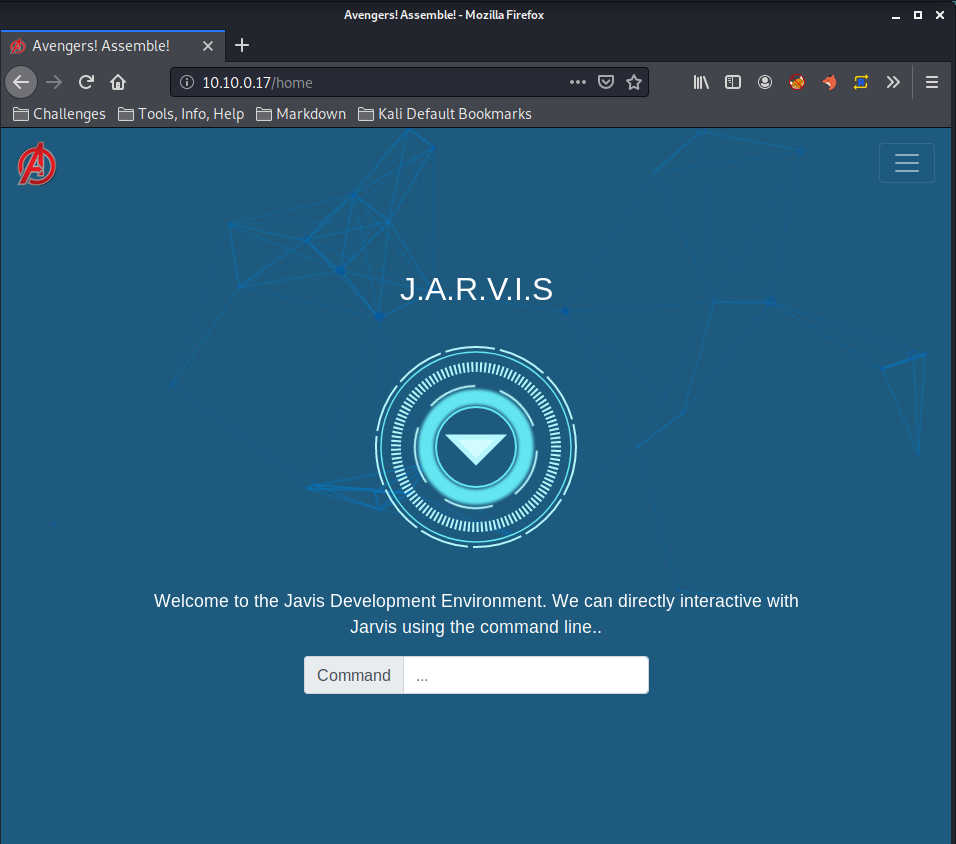 Avengers! Assemble! - Mozilla Firefox
Avengers! Assemble!
10.10.0.17/home
Challenges Tools, Info, Help Markdown Kali Default Bookmarks
J.A.R.V.I.S
Welcome to the Javis Development Environment. We can directly interactive with
Jarvis using the command line..
Command ...